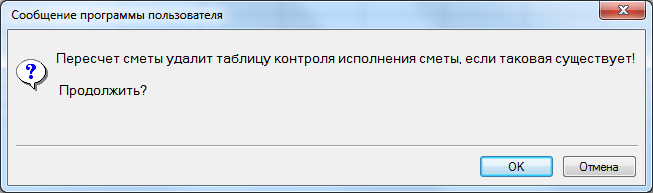 Сообщение программы пользователя
Пересчет сметы удалит таблицу контроля исполнения сметы, если таковая существует!
Продолжить?
OK
Отмена